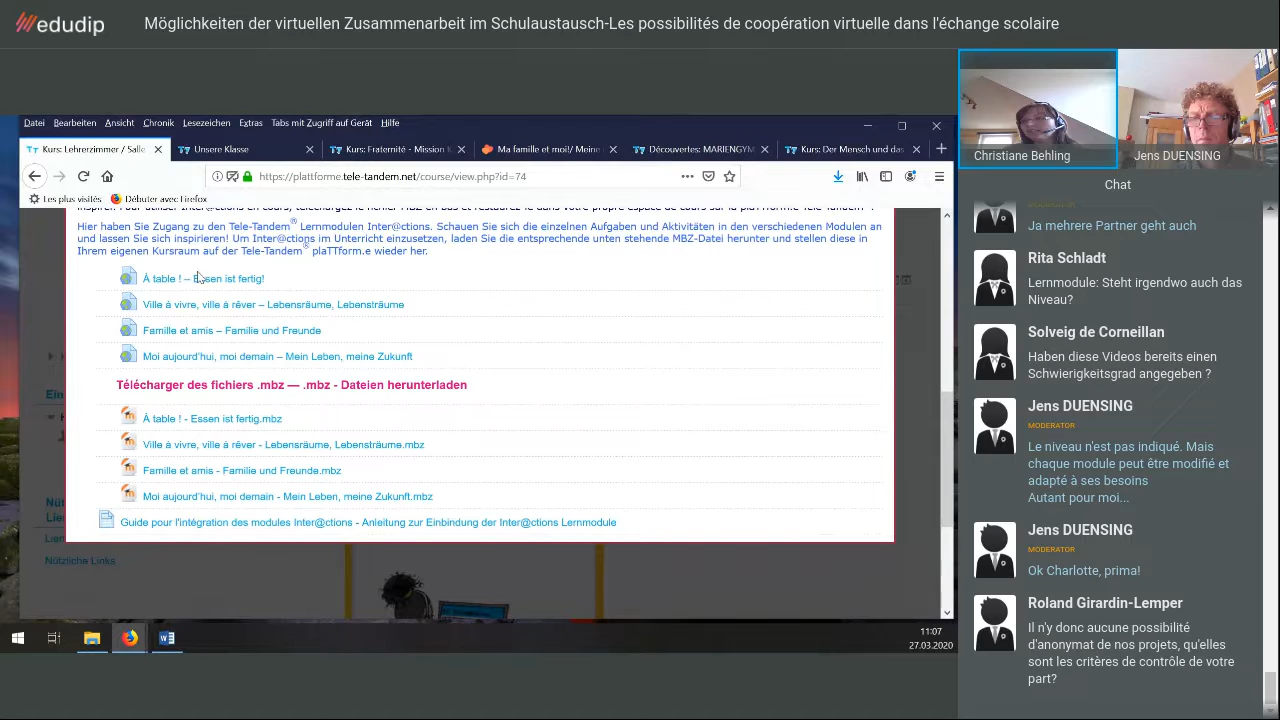 edudip
Möglichkeiten der virtuellen Zusammenarbeit im Schulaustausch-Les possibilités de coopération virtuelle dans l'échange scolaire
Datei Bearbeiten Ansicht Chronik Lesezeichen Extras Tabs mit Zugriff auf Gerät Hilfe
Kurs: Lehrerzimmer / Salle
Unsere Klasse
Kurs: Fraternité - Mission K
Ma famille et moi!/ Meine
Découvertes: MARIENGYM
Kurs: Der Mensch und das
https://plattforme.tele-tandem.net/course/view.php?id=74
Les plus visités
Débuter avec Firefox
Hier haben Sie Zugang zu den Tele-Tandem® Lernmodulen Inter@ctions. Schauen Sie sich die einzelnen Aufgaben und Aktivitäten in den verschiedenen Modulen an
und lassen Sie sich inspirieren! Um Inter@ctions im Unterricht einzusetzen, laden Sie die entsprechende unten stehende MBZ-Datei herunter und stellen diese in
Ihrem eigenen Kursraum auf der Tele-Tandem® plaTTform.e wieder her.
À table ! – Essen ist fertig!
Ville à vivre, ville à rêver – Lebensräume, Lebensträume
Famille et amis – Familie und Freunde
Moi aujourd'hui, moi demain – Mein Leben, meine Zukunft
Télécharger des fichiers .mbz — .mbz - Dateien herunterladen
À table ! - Essen ist fertig.mbz
Ville à vivre, ville à rêver - Lebensräume, Lebensträume.mbz
Famille et amis - Familie und Freunde.mbz
Moi aujourd'hui, moi demain - Mein Leben, meine Zukunft.mbz
Guide pour l'intégration des modules Inter@ctions - Anleitung zur Einbindung der Inter@ctions Lernmodule
Nützliche Links
11:07
27.03.2020
Christiane Behling
Jens DUENSING
Chat
Ja mehrere Partner geht auch
Rita Schladt
Lernmodule: Steht irgendwo auch das
Niveau?
Solveig de Corneillan
Haben diese Videos bereits einen
Schwierigkeitsgrad angegeben ?
Jens DUENSING
MODERATOR
Le niveau n'est pas indiqué. Mais
chaque module peut être modifié et
adapté à ses besoins
Autant pour moi...
Jens DUENSING
MODERATOR
Ok Charlotte, prima!
Roland Girardin-Lemper
Il n'y donc aucune possibilité
d'anonymat de nos projets, qu'elles
sont les critères de contrôle de votre
part?